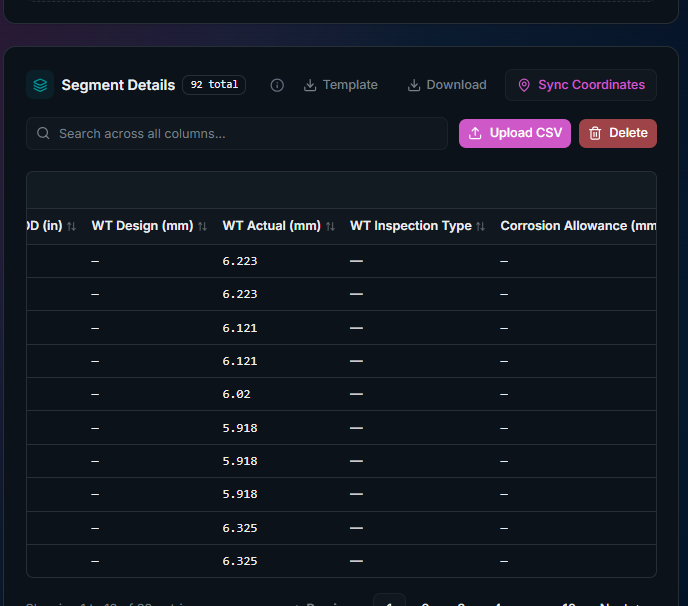 Segment Details 92 total Template Download Sync Coordinates
Search across all columns... Upload CSV Delete
OD (in) WT Design (mm) WT Actual (mm) WT Inspection Type Corrosion Allowance (mm
— 6.223 — —
— 6.223 — —
— 6.121 — —
— 6.121 — —
— 6.02 — —
— 5.918 — —
— 5.918 — —
— 5.918 — —
— 6.325 — —
— 6.325 — —